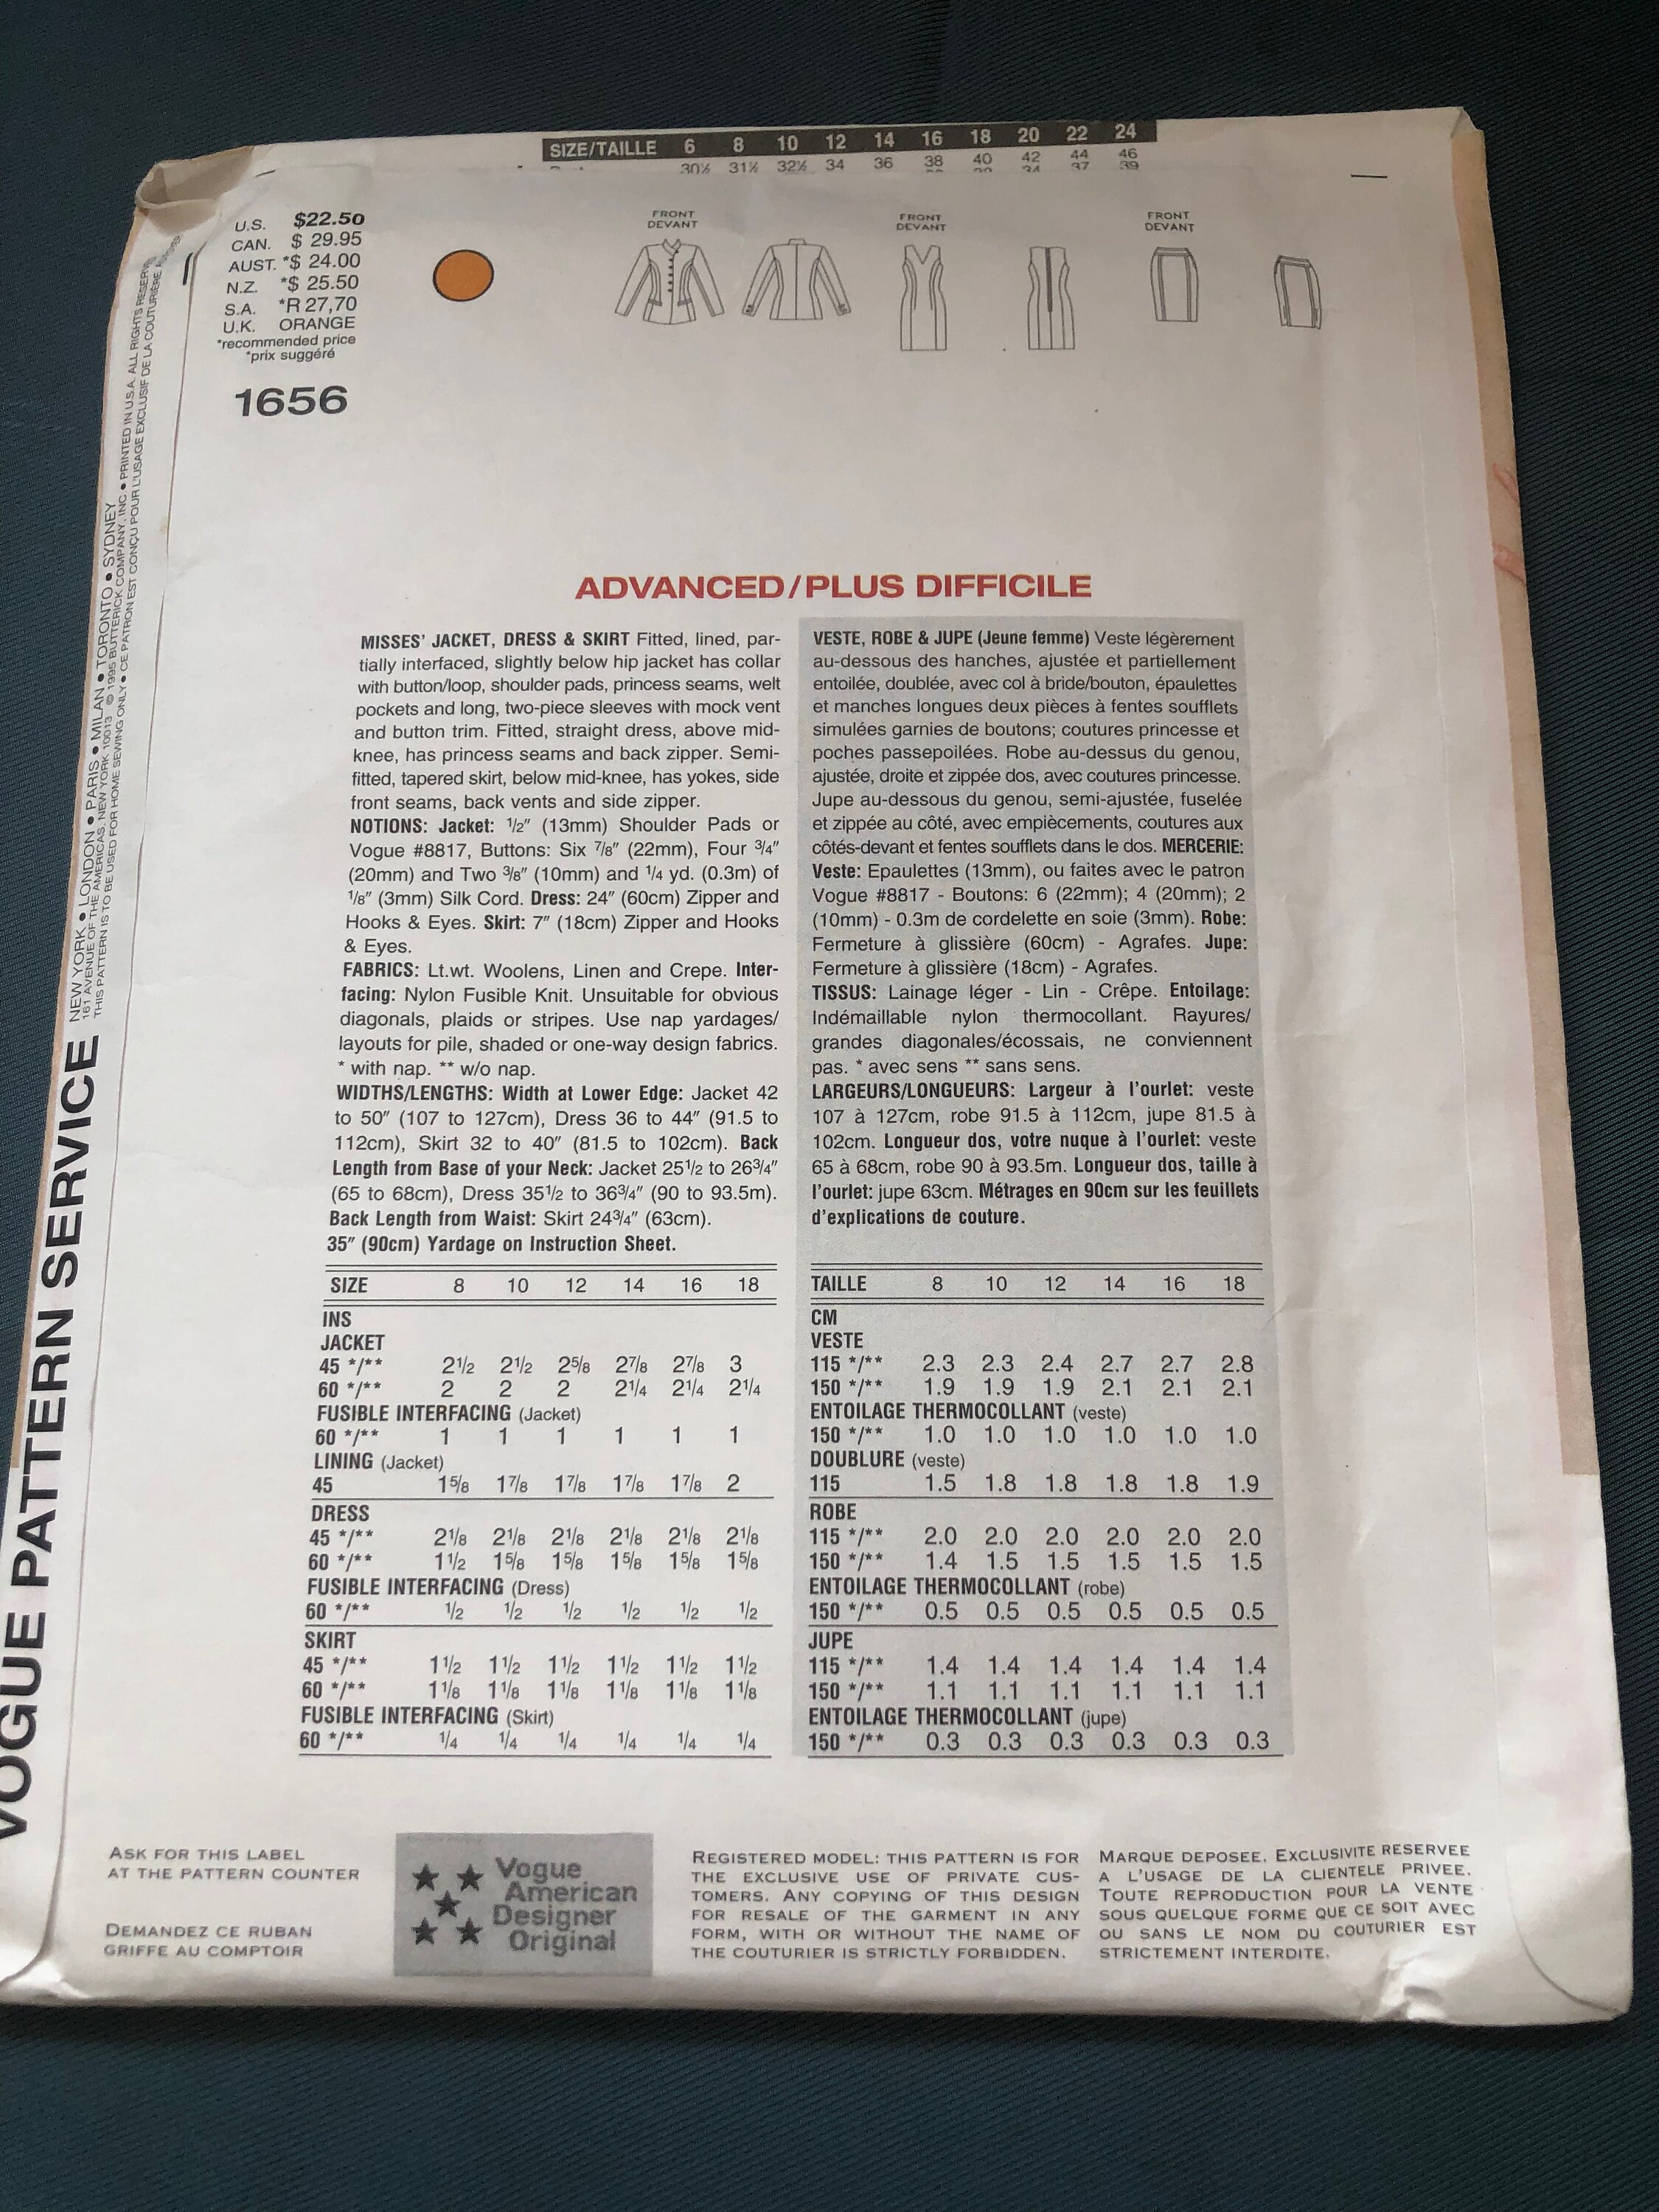 SIZE/TAILLE 6 8 10 12 14 16 18 20 22 24
30½ 31½ 32½ 34 36 38 40 42 44 46
34 37 39
U.S. $22.50
CAN. $ 29.95
AUST. *$ 24.00
N.Z. *$ 25.50
S.A. *R 27,70
U.K. ORANGE
*recommended price
*prix suggéré
1656
FRONT
DEVANT
FRONT
DEVANT
FRONT
DEVANT
ADVANCED/PLUS DIFFICILE
MISSES' JACKET, DRESS & SKIRT Fitted, lined, par-
tially interfaced, slightly below hip jacket has collar
with button/loop, shoulder pads, princess seams, welt
pockets and long, two-piece sleeves with mock vent
and button trim. Fitted, straight dress, above mid-
knee, has princess seams and back zipper. Semi-
fitted, tapered skirt, below mid-knee, has yokes, side
front seams, back vents and side zipper.
NOTIONS: Jacket: 1/2" (13mm) Shoulder Pads or
Vogue #8817, Buttons: Six 7/8" (22mm), Four 3/4"
(20mm) and Two 3/8" (10mm) and 1/4 yd. (0.3m) of
1/8" (3mm) Silk Cord. Dress: 24" (60cm) Zipper and
Hooks & Eyes. Skirt: 7" (18cm) Zipper and Hooks
& Eyes.
FABRICS: Lt.wt. Woolens, Linen and Crepe. Inter-
facing: Nylon Fusible Knit. Unsuitable for obvious
diagonals, plaids or stripes. Use nap yardages/
layouts for pile, shaded or one-way design fabrics.
* with nap. ** w/o nap.
WIDTHS/LENGTHS: Width at Lower Edge: Jacket 42
to 50" (107 to 127cm), Dress 36 to 44" (91.5 to
112cm), Skirt 32 to 40" (81.5 to 102cm). Back
Length from Base of your Neck: Jacket 25 1/2 to 26 3/4"
(65 to 68cm), Dress 35 1/2 to 36 3/4" (90 to 93.5m).
Back Length from Waist: Skirt 24 3/4" (63cm).
35" (90cm) Yardage on Instruction Sheet.
SIZE 8 10 12 14 16 18
INS
JACKET
45 */** 2 1/2 2 1/2 2 5/8 2 7/8 2 7/8 3
60 */** 2 2 2 2 1/4 2 1/4 2 1/4
FUSIBLE INTERFACING (Jacket)
60 */** 1 1 1 1 1 1
LINING (Jacket)
45 1 5/8 1 7/8 1 7/8 1 7/8 1 7/8 2
DRESS
45 */** 2 1/8 2 1/8 2 1/8 2 1/8 2 1/8 2 1/8
60 */** 1 1/2 1 5/8 1 5/8 1 5/8 1 5/8 1 5/8
FUSIBLE INTERFACING (Dress)
60 */** 1/2 1/2 1/2 1/2 1/2 1/2
SKIRT
45 */** 1 1/2 1 1/2 1 1/2 1 1/2 1 1/2 1 1/2
60 */** 1 1/8 1 1/8 1 1/8 1 1/8 1 1/8 1 1/8
FUSIBLE INTERFACING (Skirt)
60 */** 1/4 1/4 1/4 1/4 1/4 1/4
VESTE, ROBE & JUPE (Jeune femme) Veste légèrement
au-dessous des hanches, ajustée et partiellement
entoilée, doublée, avec col à bride/bouton, épaulettes
et manches longues deux pièces à fentes soufflets
simulées garnies de boutons; coutures princesse et
poches passepoilées. Robe au-dessus du genou,
ajustée, droite et zippée dos, avec coutures princesse.
Jupe au-dessous du genou, semi-ajustée, fuselée
et zippée au côté, avec empiècements, coutures aux
côtés-devant et fentes soufflets dans le dos. MERCERIE:
Veste: Epaulettes (13mm), ou faites avec le patron
Vogue #8817 - Boutons: 6 (22mm); 4 (20mm); 2
(10mm) - 0.3m de cordelette en soie (3mm). Robe:
Fermeture à glissière (60cm) - Agrafes. Jupe:
Fermeture à glissière (18cm) - Agrafes.
TISSUS: Lainage léger - Lin - Crêpe. Entoilage:
Indémaillable nylon thermocollant. Rayures/
grandes diagonales/écossais, ne conviennent
pas. * avec sens ** sans sens.
LARGEURS/LONGUEURS: Largeur à l'ourlet: veste
107 à 127cm, robe 91.5 à 112cm, jupe 81.5 à
102cm. Longueur dos, votre nuque à l'ourlet: veste
65 à 68cm, robe 90 à 93.5m. Longueur dos, taille à
l'ourlet: jupe 63cm. Métrages en 90cm sur les feuillets
d'explications de couture.
TAILLE 8 10 12 14 16 18
CM
VESTE
115 */** 2.3 2.3 2.4 2.7 2.7 2.8
150 */** 1.9 1.9 1.9 2.1 2.1 2.1
ENTOILAGE THERMOCOLLANT (veste)
150 */** 1.0 1.0 1.0 1.0 1.0 1.0
DOUBLURE (veste)
115 1.5 1.8 1.8 1.8 1.8 1.9
ROBE
115 */** 2.0 2.0 2.0 2.0 2.0 2.0
150 */** 1.4 1.5 1.5 1.5 1.5 1.5
ENTOILAGE THERMOCOLLANT (robe)
150 */** 0.5 0.5 0.5 0.5 0.5 0.5
JUPE
115 */** 1.4 1.4 1.4 1.4 1.4 1.4
150 */** 1.1 1.1 1.1 1.1 1.1 1.1
ENTOILAGE THERMOCOLLANT (jupe)
150 */** 0.3 0.3 0.3 0.3 0.3 0.3
VOGUE PATTERN SERVICE
NEW YORK • LONDON • PARIS • MILAN • TORONTO • SYDNEY
161 AVENUE OF THE AMERICAS, NEW YORK 10013 © 1995 BUTTERICK COMPANY, INC • PRINTED IN U.S.A. ALL RIGHTS RESERVE
THIS PATTERN IS TO BE USED FOR HOME SEWING ONLY • CE PATRON EST CONÇU POUR L'USAGE EXCLUSIF DE LA COUTURIÈRE
ASK FOR THIS LABEL
AT THE PATTERN COUNTER
DEMANDEZ CE RUBAN
GRIFFE AU COMPTOIR
Vogue
American
Designer
Original
REGISTERED MODEL: THIS PATTERN IS FOR
THE EXCLUSIVE USE OF PRIVATE CUS-
TOMERS. ANY COPYING OF THIS DESIGN
FOR RESALE OF THE GARMENT IN ANY
FORM, WITH OR WITHOUT THE NAME OF
THE COUTURIER IS STRICTLY FORBIDDEN.
MARQUE DEPOSEE. EXCLUSIVITE RESERVEE
A L'USAGE DE LA CLIENTELE PRIVEE.
TOUTE REPRODUCTION POUR LA VENTE
SOUS QUELQUE FORME QUE CE SOIT AVEC
OU SANS LE NOM DU COUTURIER EST
STRICTEMENT INTERDITE.